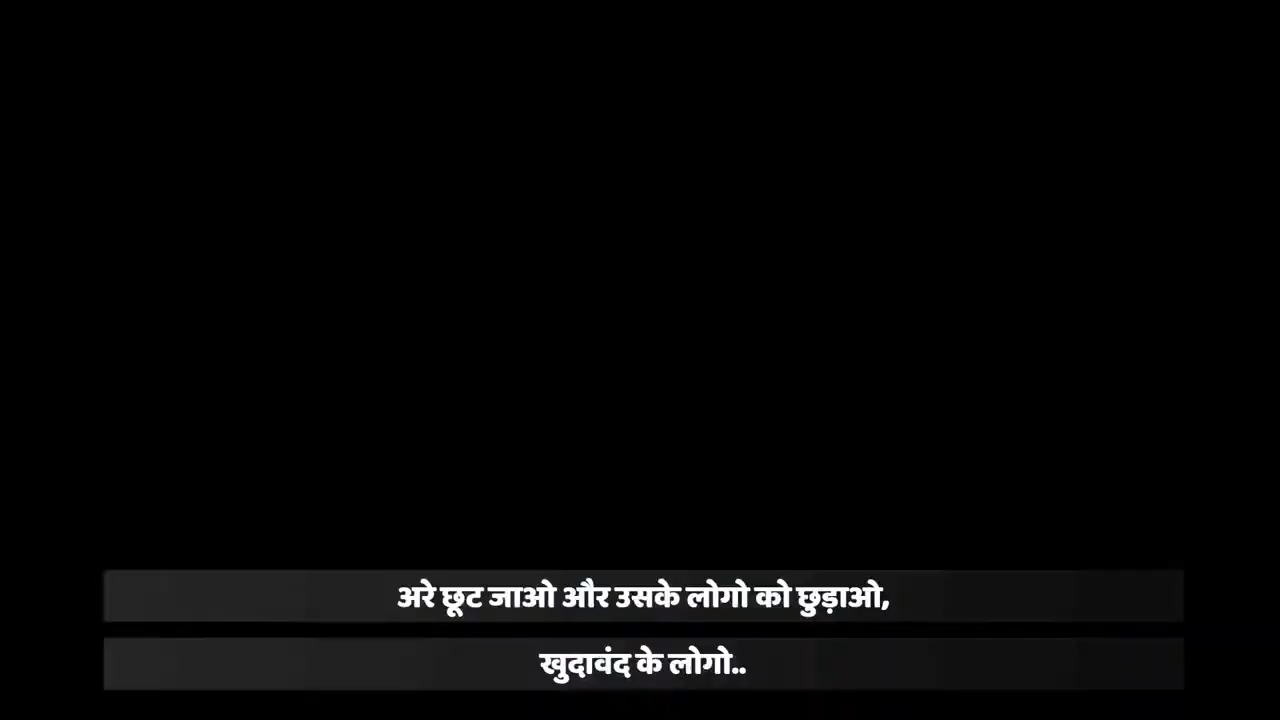 अरे छूट जाओ और उसके लोगो को छुड़ाओ,
खुदावंद के लोगो..